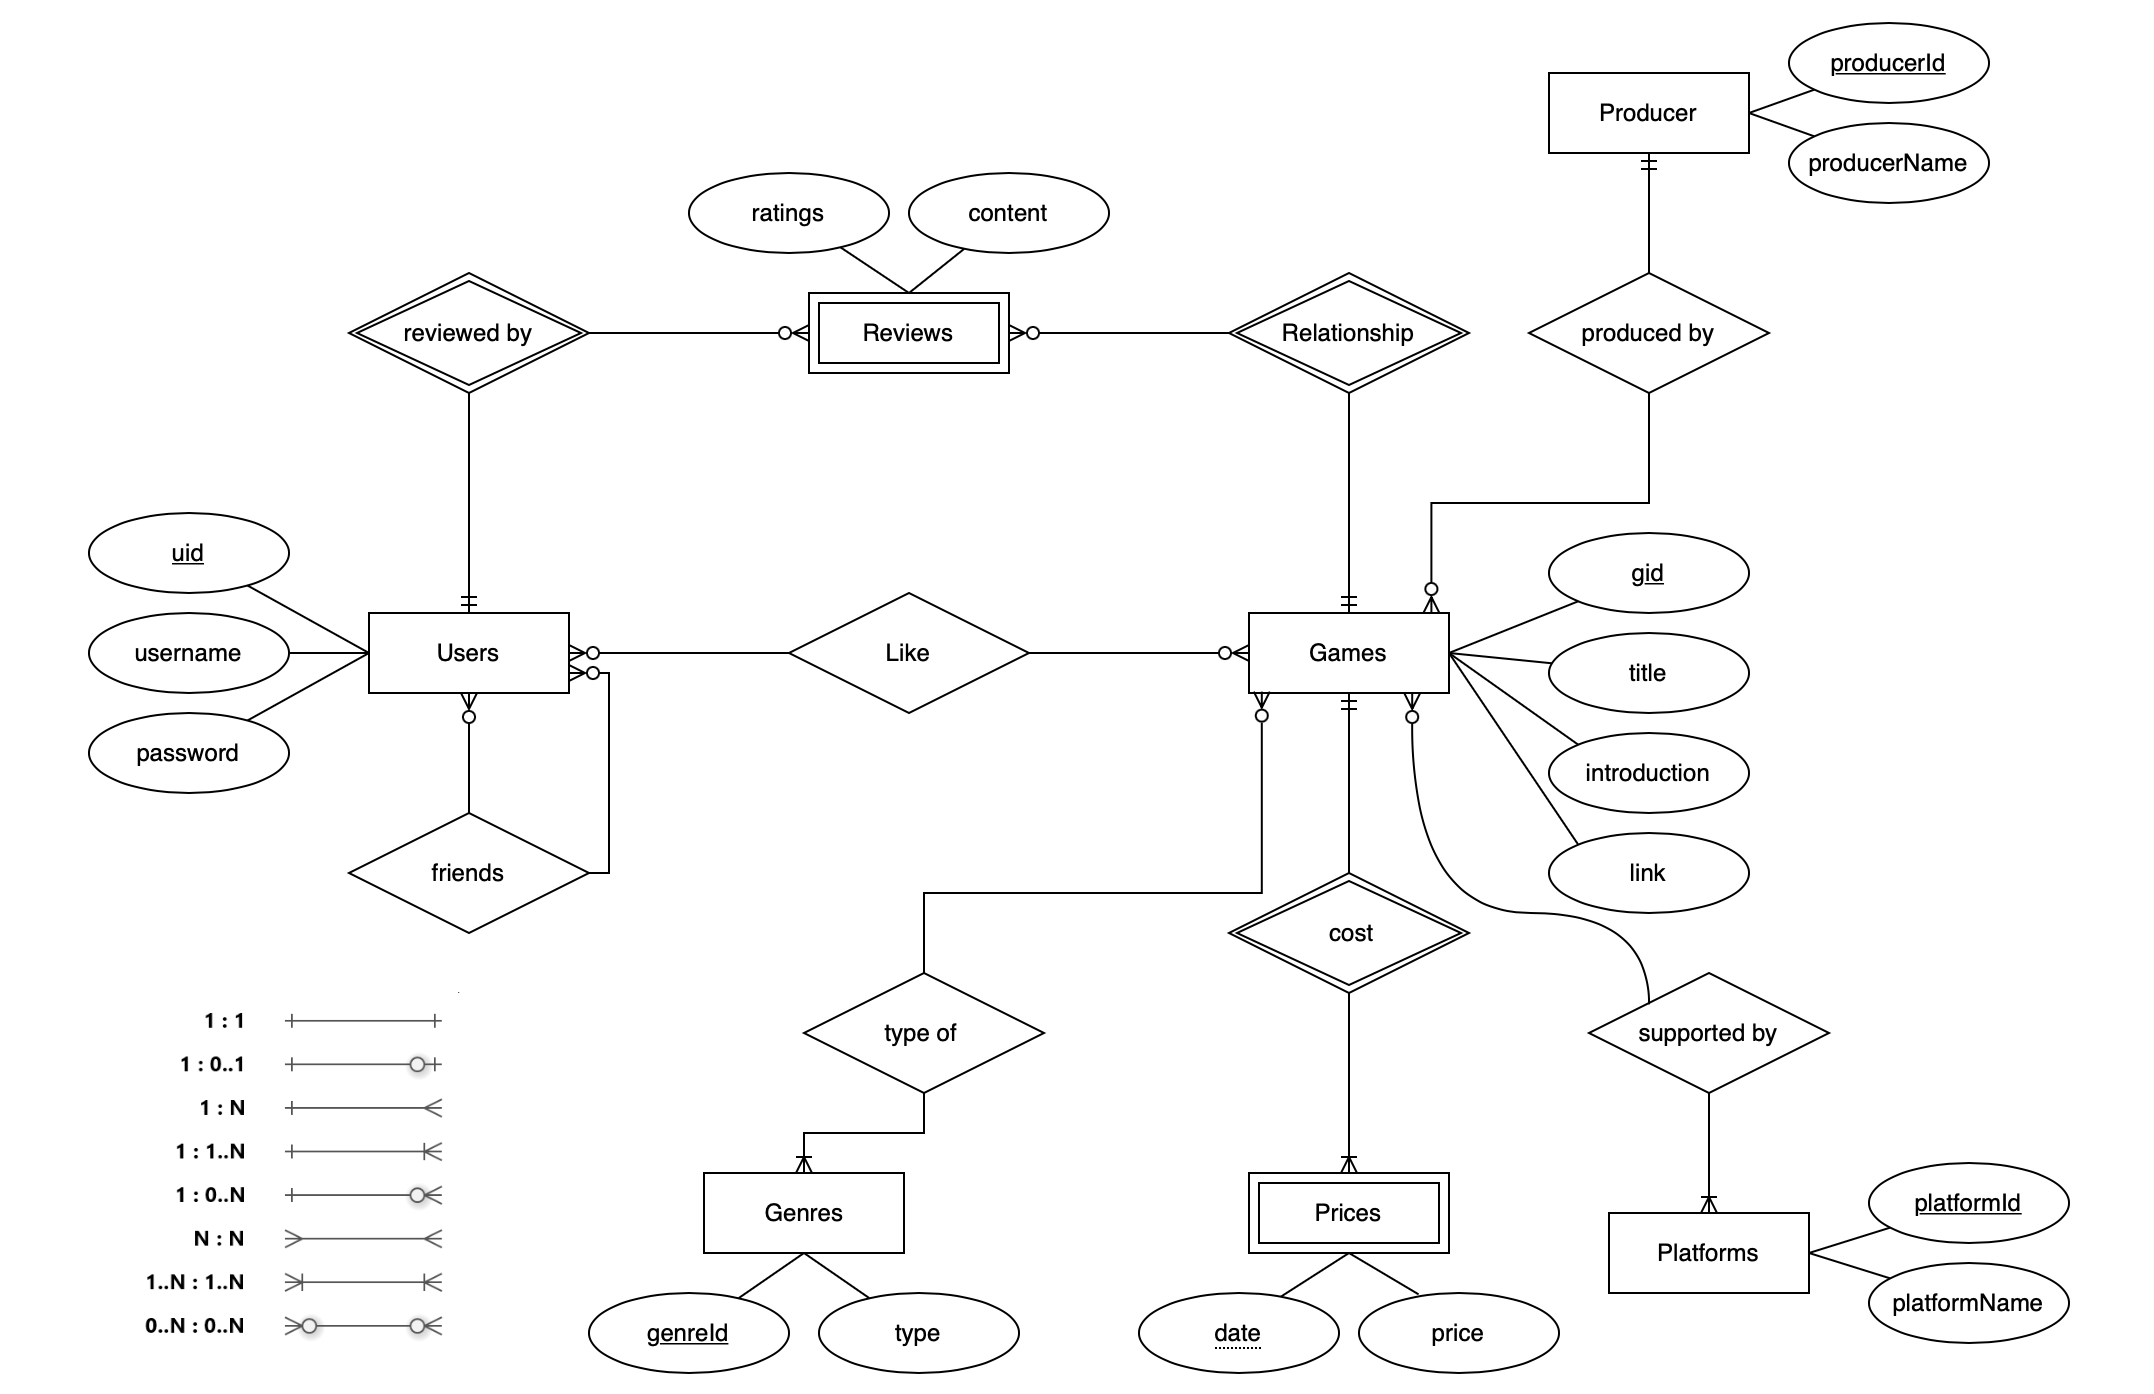 producerId
Producer
producerName
ratings
content
reviewed by
Reviews
Relationship
produced by
uid
gid
username
Users
Like
Games
title
password
introduction
friends
link
cost
type of
supported by
1 : 1
1 : 0..1
1 : N
1 : 1..N
1 : 0..N
N : N
1..N : 1..N
0..N : 0..N
Genres
Prices
platformId
Platforms
platformName
genreId
type
date
price